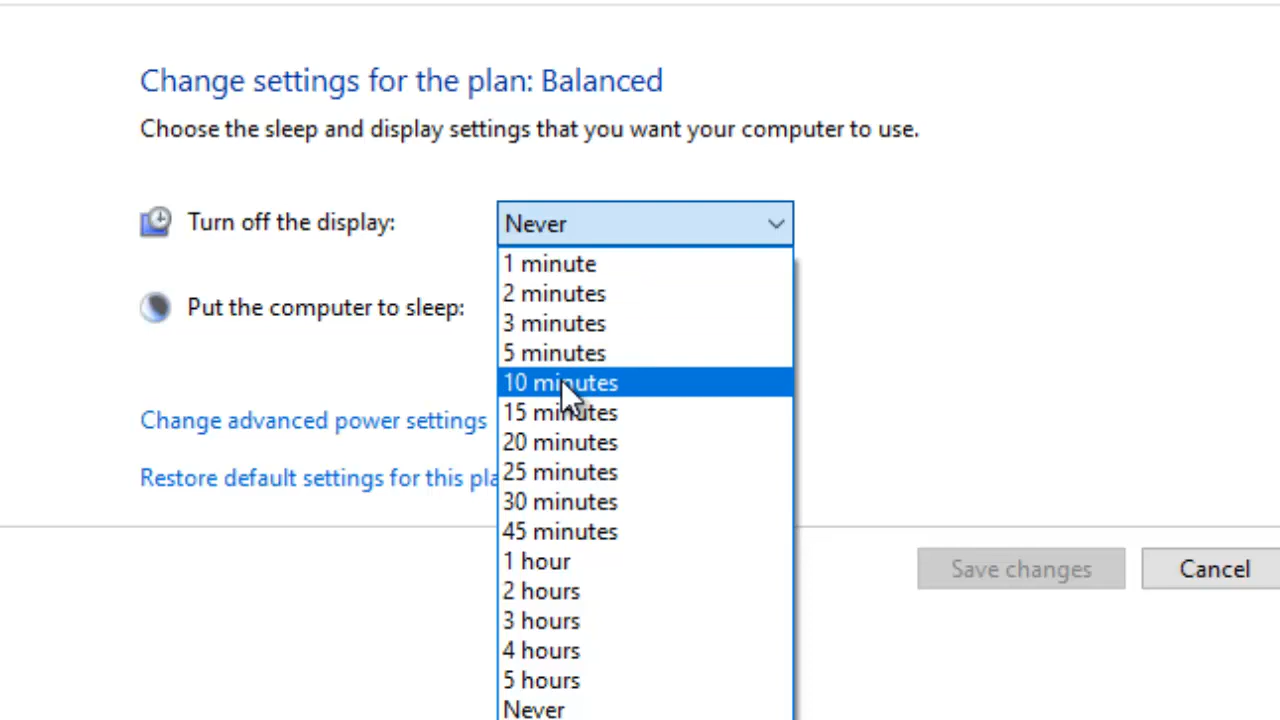 Change settings for the plan: Balanced
Choose the sleep and display settings that you want your computer to use.
Turn off the display:
Never
1 minute
2 minutes
3 minutes
5 minutes
10 minutes
15 minutes
20 minutes
25 minutes
30 minutes
45 minutes
1 hour
2 hours
3 hours
4 hours
5 hours
Never
Put the computer to sleep:
Change advanced power settings
Restore default settings for this
Save changes
Cancel